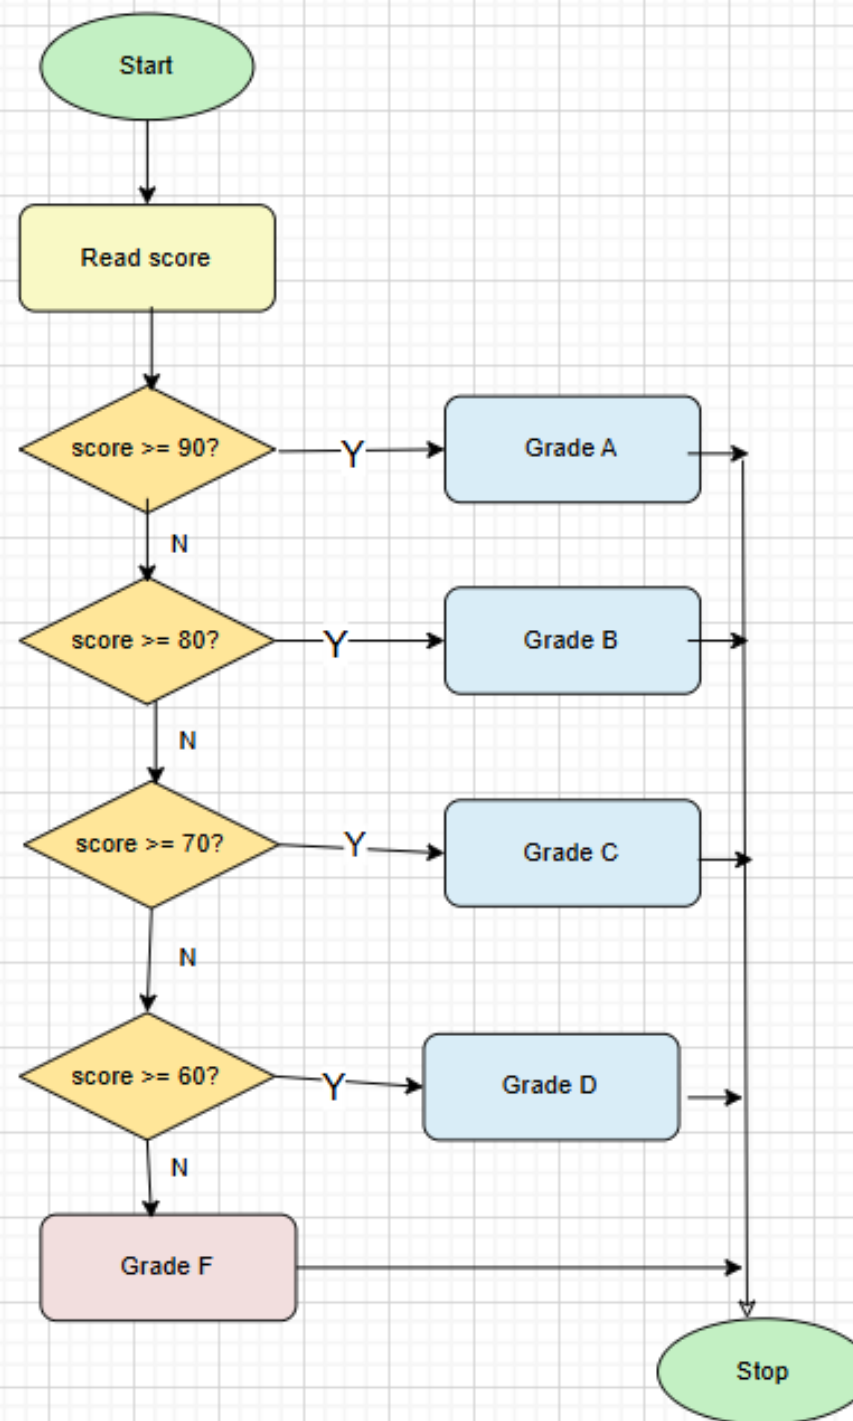 Start
Read score
score >= 90?
Y
Grade A
N
score >= 80?
Y
Grade B
N
score >= 70?
Y
Grade C
N
score >= 60?
Y
Grade D
N
Grade F
Stop